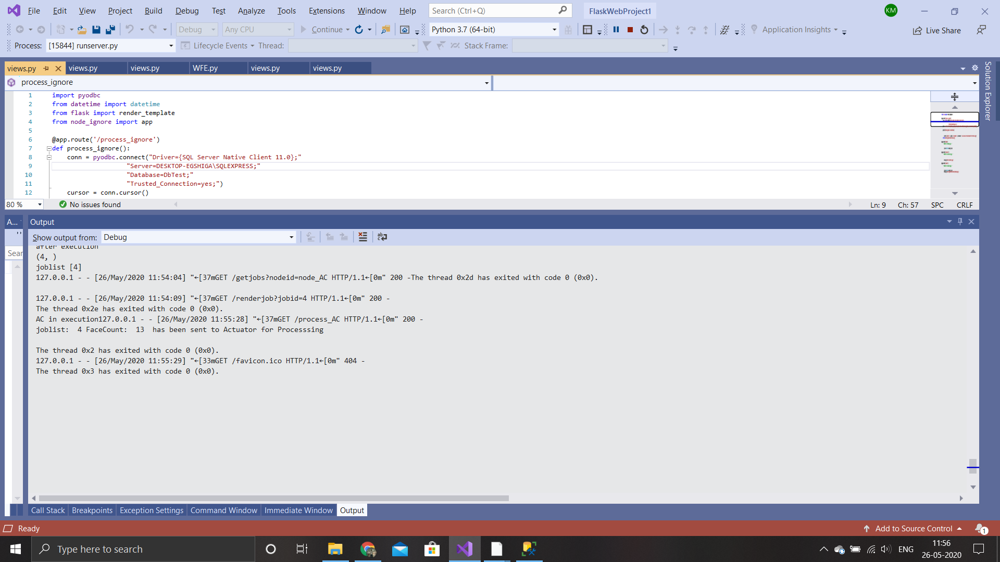 File Edit View Project Build Debug Test Analyze Tools Extensions Window Help Search (Ctrl+Q) FlaskWebProject1 KM
Debug Any CPU Continue Python 3.7 (64-bit) Application Insights Live Share
Process: [15844] runserver.py Lifecycle Events Thread: Stack Frame:
views.py views.py views.py WFE.py views.py views.py
process_ignore
Solution Explorer
1 import pyodbc
2 from datetime import datetime
3 from flask import render_template
4 from node_ignore import app
5
6 @app.route('/process_ignore')
7 def process_ignore():
8 conn = pyodbc.connect("Driver={SQL Server Native Client 11.0};"
9 "Server=DESKTOP-EGSHIGA\SQLEXPRESS;"
10 "Database=DbTest;"
11 "Trusted_Connection=yes;")
12 cursor = conn.cursor()
80 % No issues found Ln: 9 Ch: 57 SPC CRLF
A... Output
Show output from: Debug
Sear
after execution
(4, )
joblist [4]
127.0.0.1 - - [26/May/2020 11:54:04] "←[37mGET /getjobs?nodeid=node_AC HTTP/1.1←[0m" 200 -The thread 0x2d has exited with code 0 (0x0).
127.0.0.1 - - [26/May/2020 11:54:09] "←[37mGET /renderjob?jobid=4 HTTP/1.1←[0m" 200 -
The thread 0x2e has exited with code 0 (0x0).
AC in execution127.0.0.1 - - [26/May/2020 11:55:28] "←[37mGET /process_AC HTTP/1.1←[0m" 200 -
joblist:  4 FaceCount:  13  has been sent to Actuator for Processsing
The thread 0x2 has exited with code 0 (0x0).
127.0.0.1 - - [26/May/2020 11:55:29] "←[33mGET /favicon.ico HTTP/1.1←[0m" 404 -
The thread 0x3 has exited with code 0 (0x0).
Call Stack Breakpoints Exception Settings Command Window Immediate Window Output
Ready Add to Source Control 1
Type here to search ENG 11:56
26-05-2020